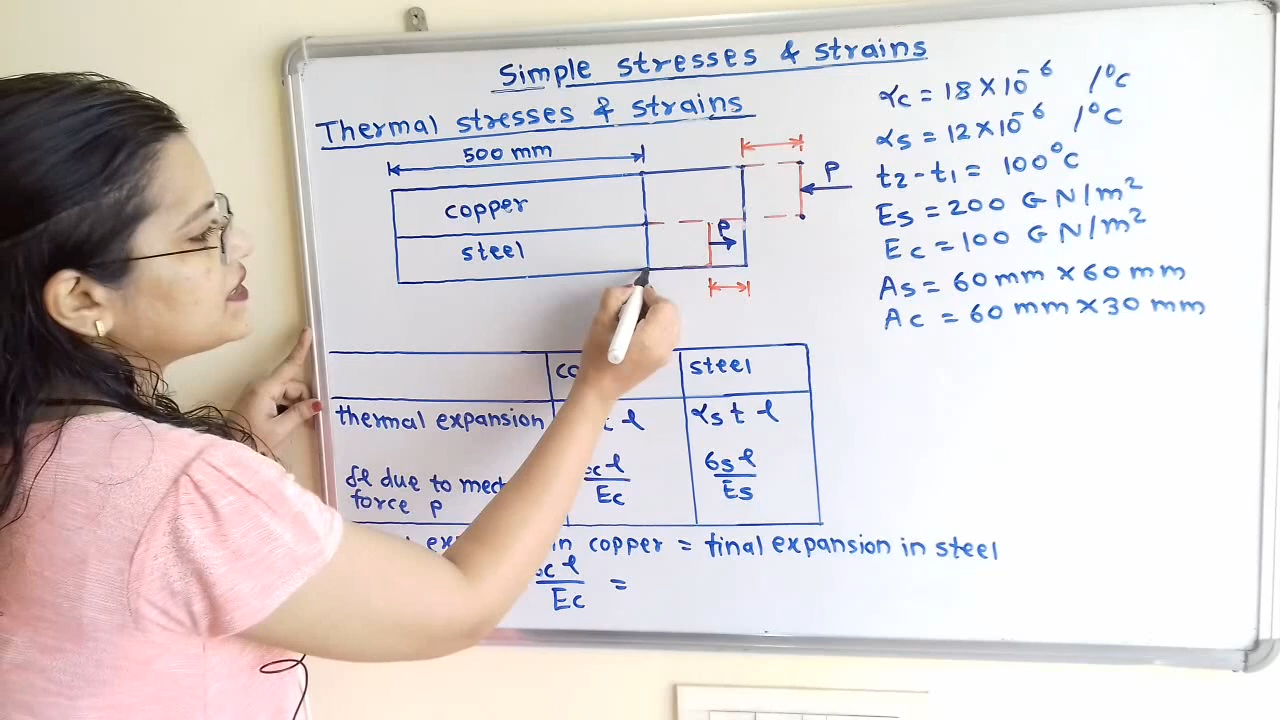 Simple stresses & strains
Thermal stresses & strains
500 mm
copper
steel
P
P
αc = 18 × 10⁻⁶ /°C
αs = 12 × 10⁻⁶ /°C
t₂ - t₁ = 100°C
Es = 200 GN/m²
Ec = 100 GN/m²
As = 60 mm × 60 mm
Ac = 60 mm × 30 mm
steel
thermal expansion t l αs t l
δl due to
force P
l/Ec
σs l/Es
in copper = final expansion in steel
l/Ec =